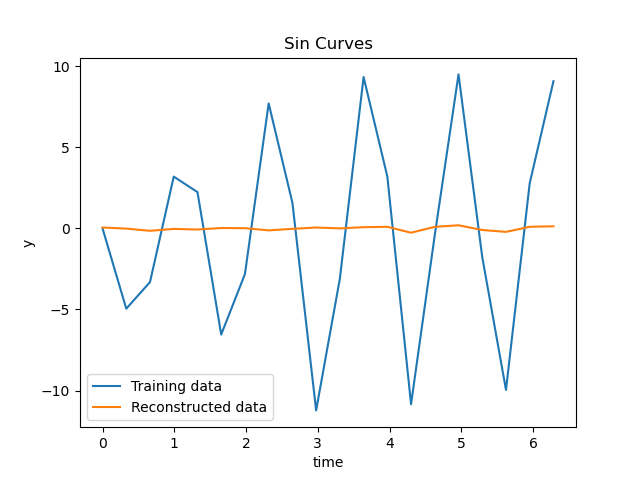 Sin Curves
10
5
0
−5
−10
y
0 1 2 3 4 5 6
time
Training data
Reconstructed data